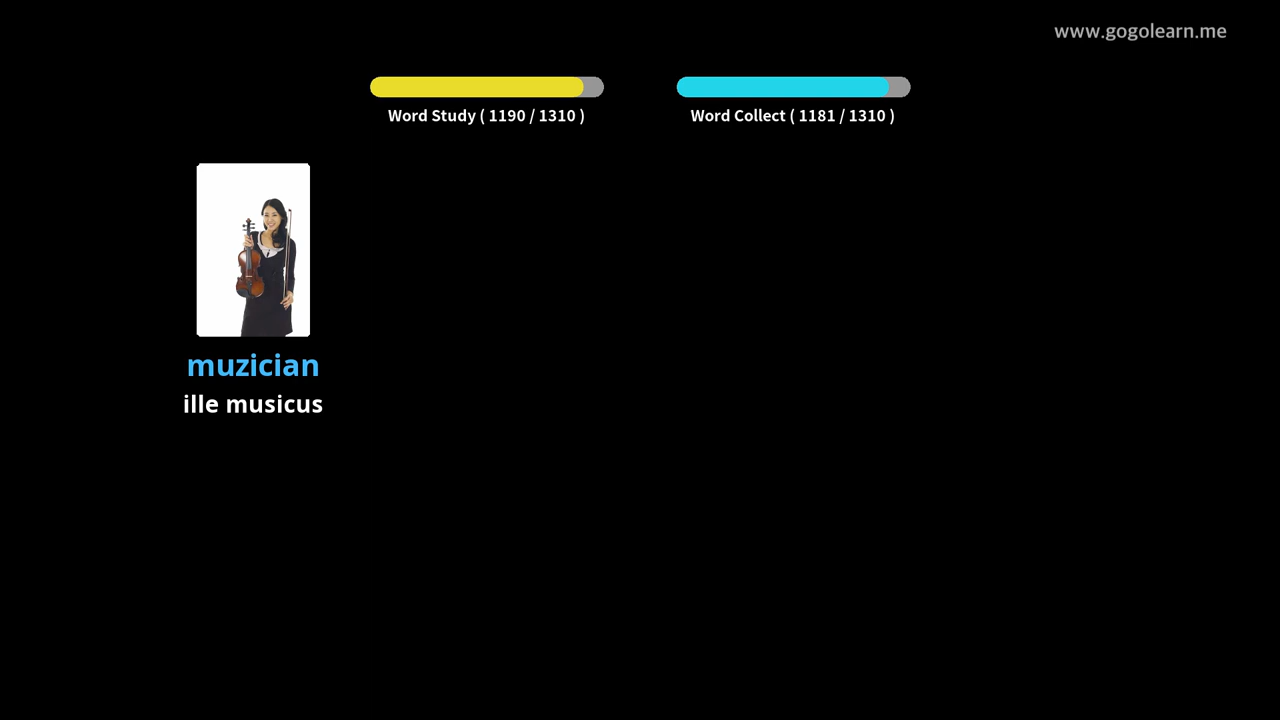 www.gogolearn.me
Word Study ( 1190 / 1310 )
Word Collect ( 1181 / 1310 )
muzician
ille musicus